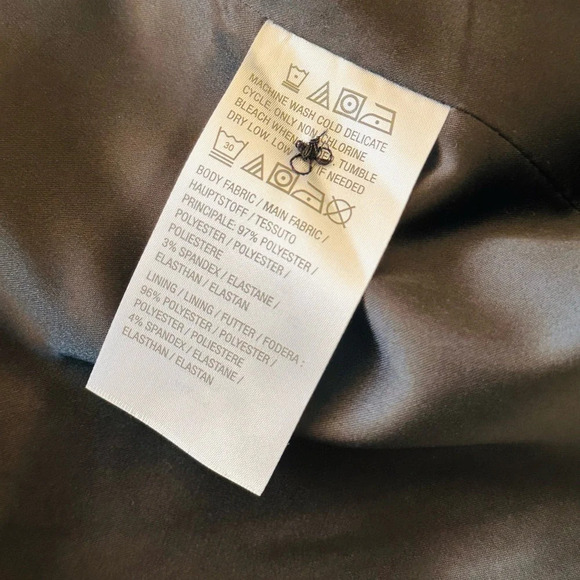 MACHINE WASH COLD DELICATE
CYCLE. ONLY NON CHLORINE
BLEACH WHEN TUMBLE
DRY LOW. LOW IF NEEDED
30
BODY FABRIC / MAIN FABRIC /
HAUPTSTOFF / TESSUTO
PRINCIPALE: 97% POLYESTER /
POLYESTER / POLYESTER /
POLIESTERE
3% SPANDEX / ELASTANE /
ELASTHAN / ELASTAN
LINING / LINING / FUTTER / FODERA :
96% POLYESTER / POLYESTER /
POLYESTER / POLIESTERE
4% SPANDEX / ELASTANE /
ELASTHAN / ELASTAN